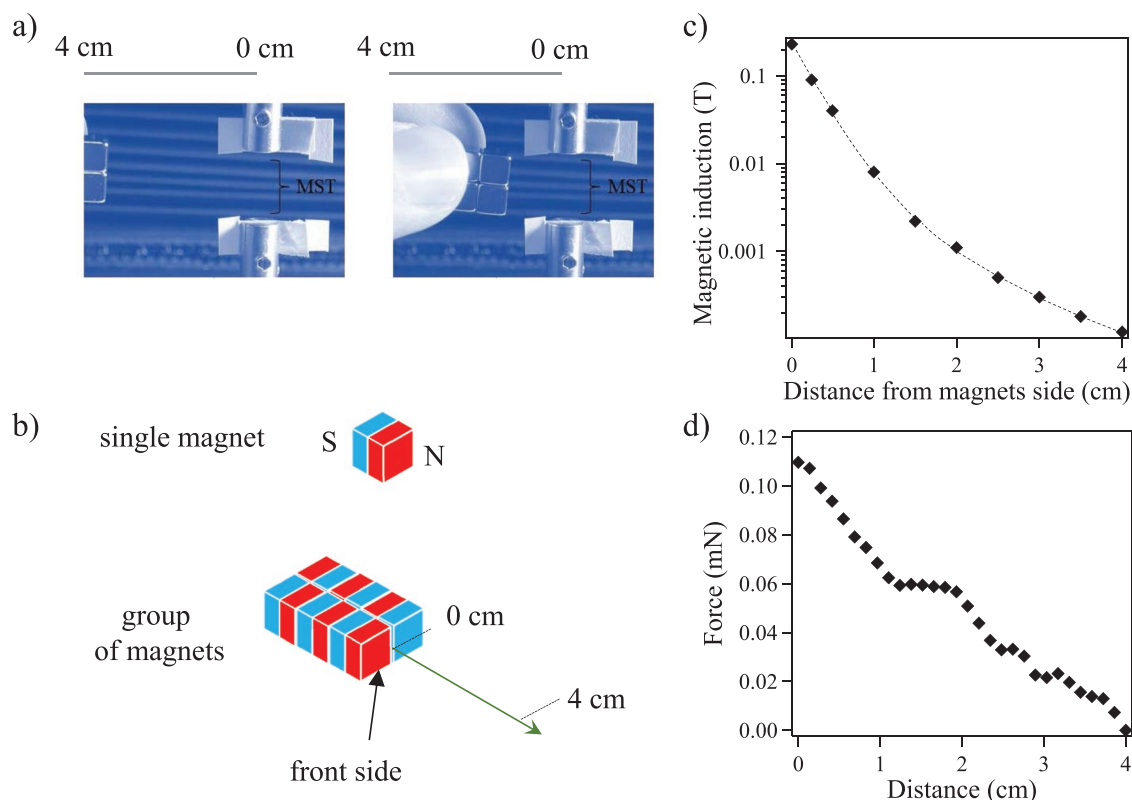 a)
4 cm
0 cm
4 cm
0 cm
MST
MST
b)
single magnet
S
N
group
of magnets
0 cm
4 cm
front side
c)
Magnetic induction (T)
0.1
0.01
0.001
0
1
2
3
4
Distance from magnets side (cm)
d)
Force (mN)
0.12
0.10
0.08
0.06
0.04
0.02
0.00
0
1
2
3
4
Distance (cm)